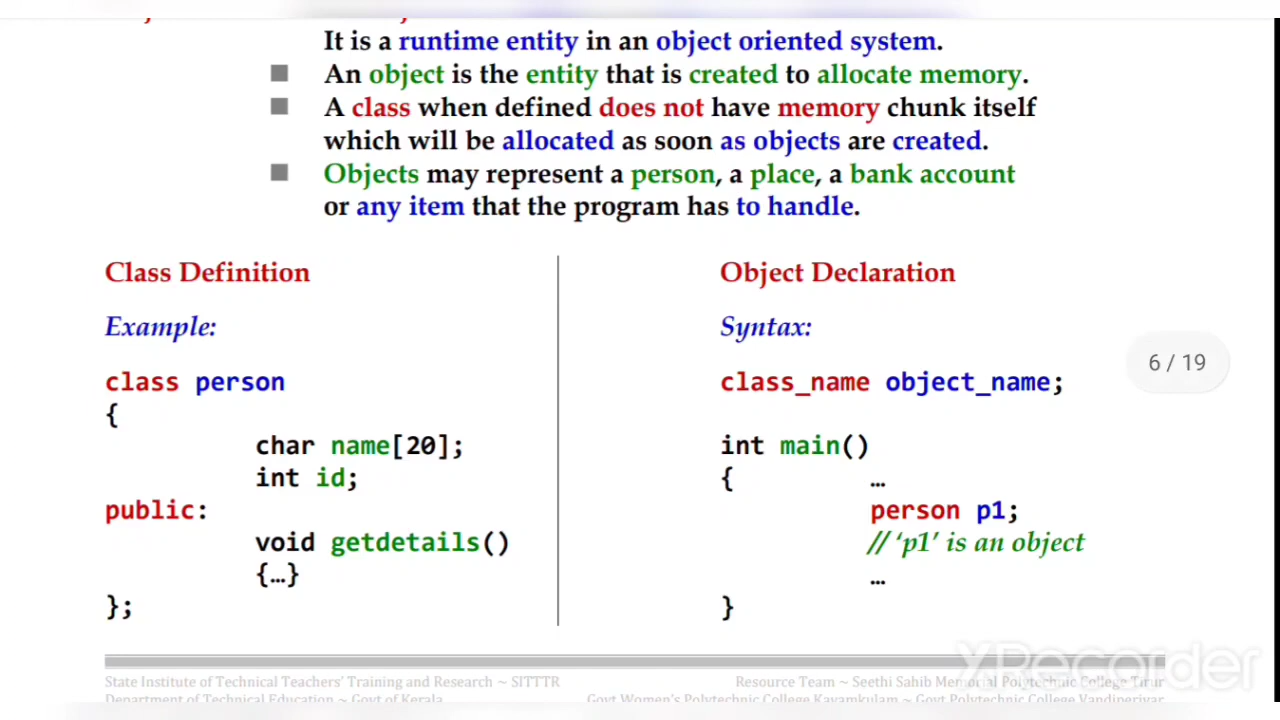 It is a runtime entity in an object oriented system.
■ An object is the entity that is created to allocate memory.
■ A class when defined does not have memory chunk itself
which will be allocated as soon as objects are created.
■ Objects may represent a person, a place, a bank account
or any item that the program has to handle.
Class Definition
Example:
class person
{
char name[20];
int id;
public:
void getdetails()
{…}
};
Object Declaration
Syntax:
class_name object_name;
int main()
{ …
person p1;
// ‘p1’ is an object
…
}
6 / 19
XRecorder
State Institute of Technical Teachers’ Training and Research ~ SITTTR
Department of Technical Education ~ Govt of Kerala
Resource Team ~ Seethi Sahib Memorial Polytechnic College Tirur
Govt Women’s Polytechnic College Kayamkulam ~ Govt Polytechnic College Vandiperiyar